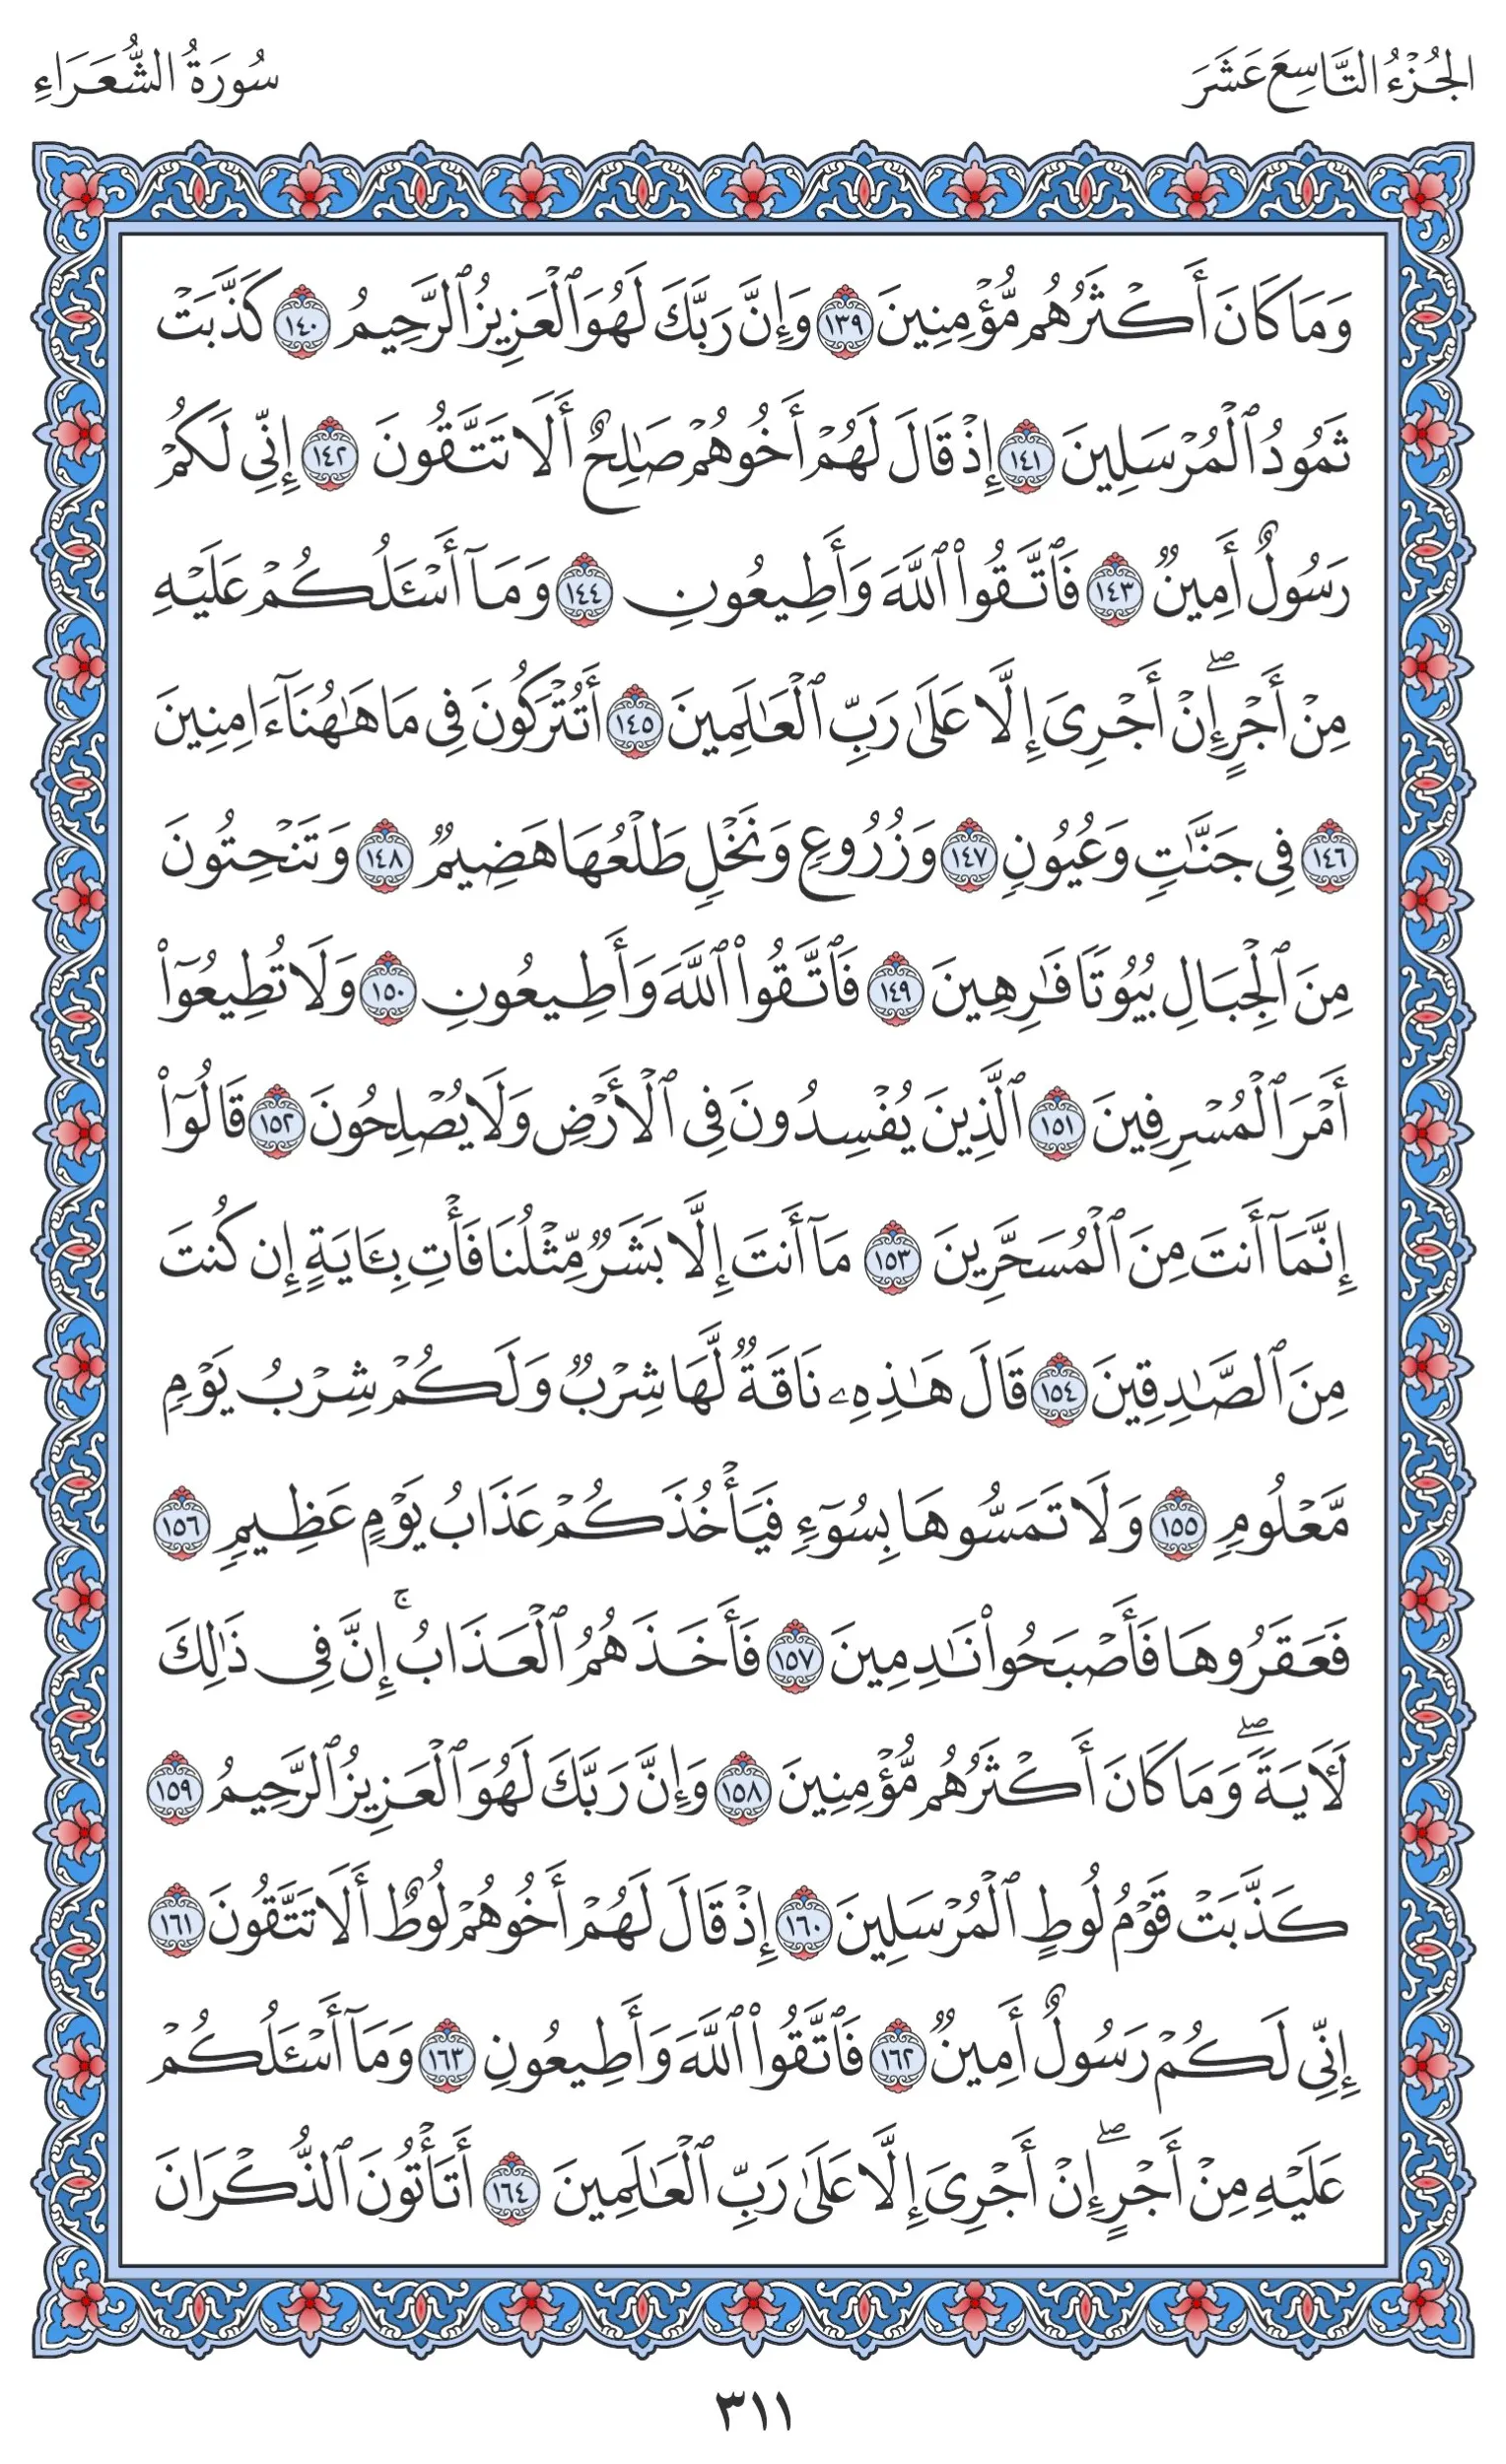 الجُزْءُ التَّاسِعَ عَشَرَ
سُورَةُ الشُّعَرَاءِ
وَمَا كَانَ أَكْثَرُهُم مُّؤْمِنِينَ ١٣٩ وَإِنَّ رَبَّكَ لَهُوَ ٱلْعَزِيزُ ٱلرَّحِيمُ ١٤٠ كَذَّبَتْ
ثَمُودُ ٱلْمُرْسَلِينَ ١٤١ إِذْ قَالَ لَهُمْ أَخُوهُمْ صَٰلِحٌ أَلَا تَتَّقُونَ ١٤٢ إِنِّى لَكُمْ
رَسُولٌ أَمِينٌ ١٤٣ فَٱتَّقُوا۟ ٱللَّهَ وَأَطِيعُونِ ١٤٤ وَمَآ أَسْـَٔلُكُمْ عَلَيْهِ
مِنْ أَجْرٍ ۖ إِنْ أَجْرِىَ إِلَّا عَلَىٰ رَبِّ ٱلْعَٰلَمِينَ ١٤٥ أَتُتْرَكُونَ فِى مَا هَٰهُنَآ ءَامِنِينَ
١٤٦ فِى جَنَّٰتٍ وَعُيُونٍ ١٤٧ وَزُرُوعٍ وَنَخْلٍ طَلْعُهَا هَضِيمٌ ١٤٨ وَتَنْحِتُونَ
مِنَ ٱلْجِبَالِ بُيُوتًا فَٰرِهِينَ ١٤٩ فَٱتَّقُوا۟ ٱللَّهَ وَأَطِيعُونِ ١٥٠ وَلَا تُطِيعُوٓا۟
أَمْرَ ٱلْمُسْرِفِينَ ١٥١ ٱلَّذِينَ يُفْسِدُونَ فِى ٱلْأَرْضِ وَلَا يُصْلِحُونَ ١٥٢ قَالُوٓا۟
إِنَّمَآ أَنتَ مِنَ ٱلْمُسَحَّرِينَ ١٥٣ مَآ أَنتَ إِلَّا بَشَرٌ مِّثْلُنَا فَأْتِ بِـَٔايَةٍ إِن كُنتَ
مِنَ ٱلصَّٰدِقِينَ ١٥٤ قَالَ هَٰذِهِۦ نَاقَةٌ لَّهَا شِرْبٌ وَلَكُمْ شِرْبُ يَوْمٍ
مَّعْلُومٍ ١٥٥ وَلَا تَمَسُّوهَا بِسُوٓءٍ فَيَأْخُذَكُمْ عَذَابُ يَوْمٍ عَظِيمٍ ١٥٦
فَعَقَرُوهَا فَأَصْبَحُوا۟ نَٰدِمِينَ ١٥٧ فَأَخَذَهُمُ ٱلْعَذَابُ ۚ إِنَّ فِى ذَٰلِكَ
لَـَٔايَةً ۖ وَمَا كَانَ أَكْثَرُهُم مُّؤْمِنِينَ ١٥٨ وَإِنَّ رَبَّكَ لَهُوَ ٱلْعَزِيزُ ٱلرَّحِيمُ ١٥٩
كَذَّبَتْ قَوْمُ لُوطٍ ٱلْمُرْسَلِينَ ١٦٠ إِذْ قَالَ لَهُمْ أَخُوهُمْ لُوطٌ أَلَا تَتَّقُونَ ١٦١
إِنِّى لَكُمْ رَسُولٌ أَمِينٌ ١٦٢ فَٱتَّقُوا۟ ٱللَّهَ وَأَطِيعُونِ ١٦٣ وَمَآ أَسْـَٔلُكُمْ
عَلَيْهِ مِنْ أَجْرٍ ۖ إِنْ أَجْرِىَ إِلَّا عَلَىٰ رَبِّ ٱلْعَٰلَمِينَ ١٦٤ أَتَأْتُونَ ٱلذُّكْرَانَ
٣١١